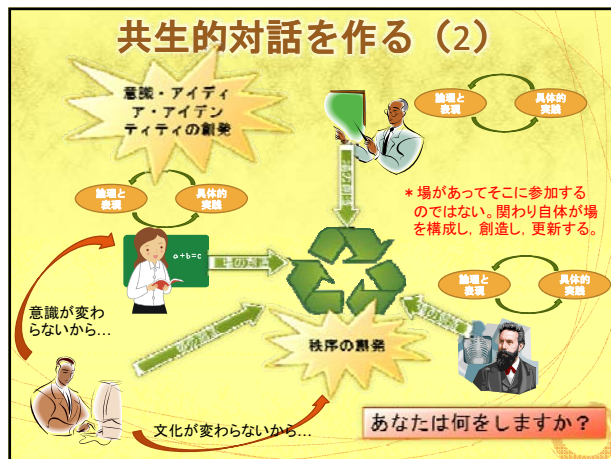 共生的対話を作る（2）
意識・アイディ
ア・アイデン
ティティの創発
論理と
表現
具体的
実践
論理と
表現
具体的
実践
＊場があってそこに参加する
のではない。関わり自体が場
を構成し，創造し，更新する。
a+b=c
論理と
表現
具体的
実践
意識が変わ
らないから…
秩序の創発
文化が変わらないから…
あなたは何をしますか？